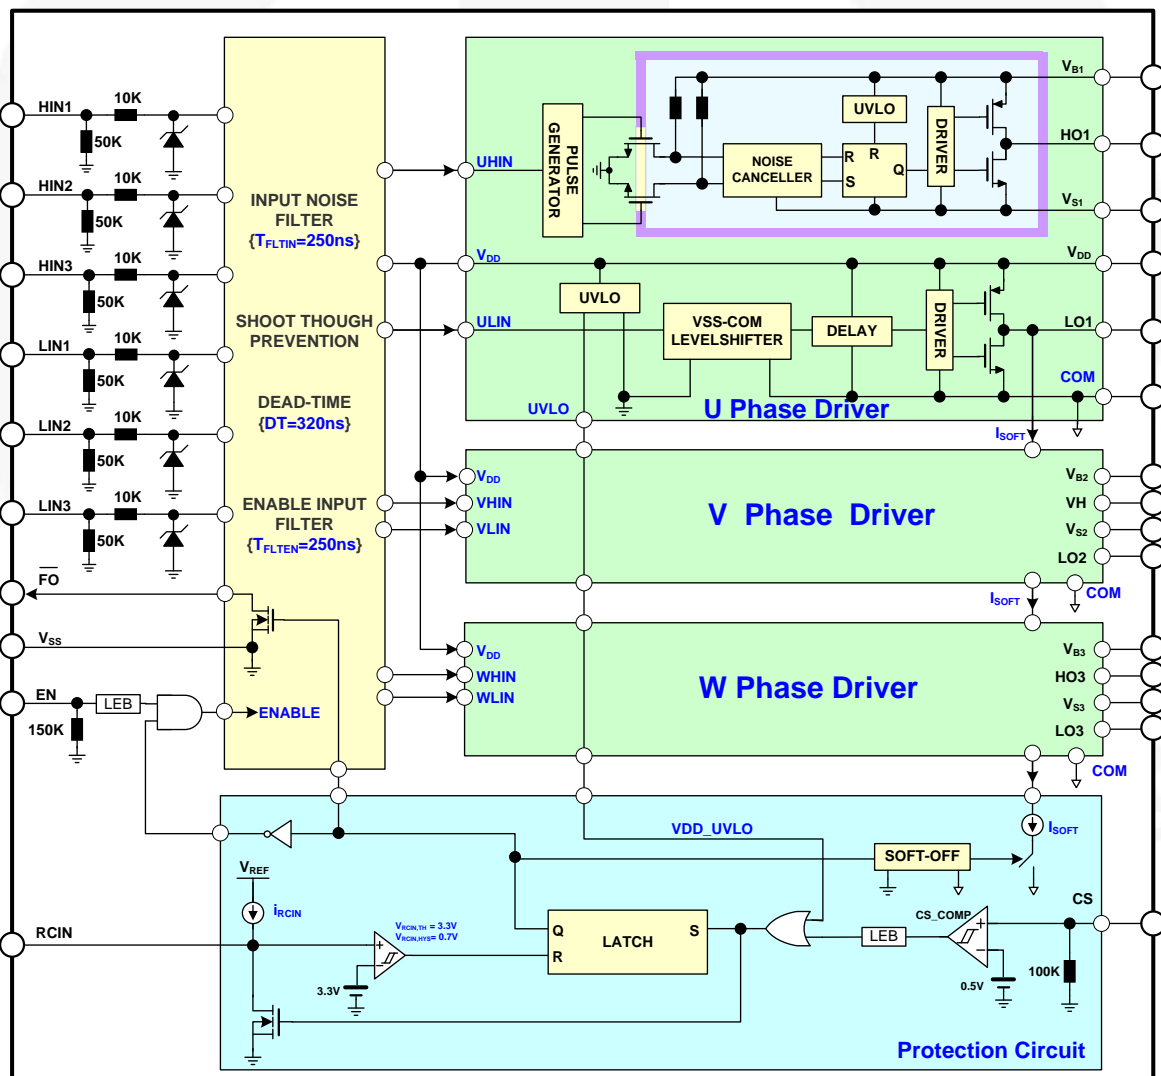 HIN1
10K
50K
HIN2
10K
50K
HIN3
10K
50K
LIN1
10K
50K
LIN2
10K
50K
LIN3
10K
50K
FO
VSS
EN
LEB
150K
INPUT NOISE
FILTER
{TFLTIN=250ns}
SHOOT THOUGH
PREVENTION
DEAD-TIME
{DT=320ns}
ENABLE INPUT
FILTER
{TFLTEN=250ns}
ENABLE
UHIN
PULSE
GENERATOR
NOISE
CANCELLER
UVLO
R
R
S
Q
DRIVER
VB1
HO1
VS1
VDD
VDD
UVLO
ULIN
VSS-COM
LEVELSHIFTER
DELAY
DRIVER
LO1
COM
UVLO
U Phase Driver
ISOFT
VDD
VHIN
VLIN
V Phase Driver
VB2
VH
VS2
LO2
ISOFT
COM
VDD
WHIN
WLIN
W Phase Driver
VB3
HO3
VS3
LO3
COM
VDD_UVLO
ISOFT
SOFT-OFF
VREF
iRCIN
RCIN
VRCIN,TH = 3.3V
VRCIN,HYS= 0.7V
3.3V
Q
R
LATCH
S
LEB
CS_COMP
CS
0.5V
100K
Protection Circuit